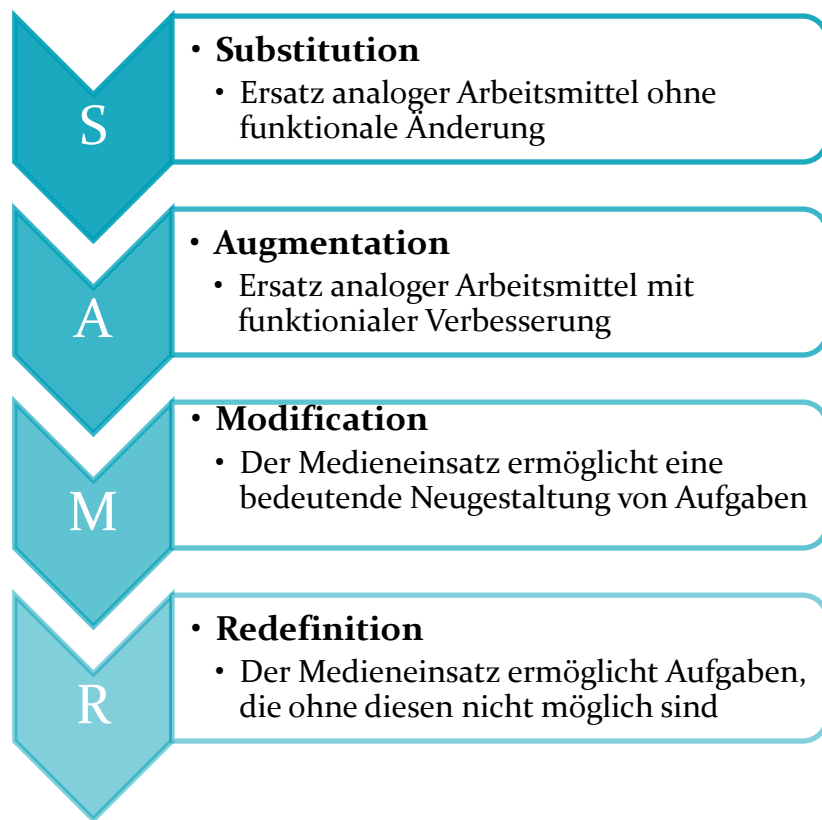 S
• Substitution
• Ersatz analoger Arbeitsmittel ohne
funktionale Änderung
A
• Augmentation
• Ersatz analoger Arbeitsmittel mit
funktionialer Verbesserung
M
• Modification
• Der Medieneinsatz ermöglicht eine
bedeutende Neugestaltung von Aufgaben
R
• Redefinition
• Der Medieneinsatz ermöglicht Aufgaben,
die ohne diesen nicht möglich sind